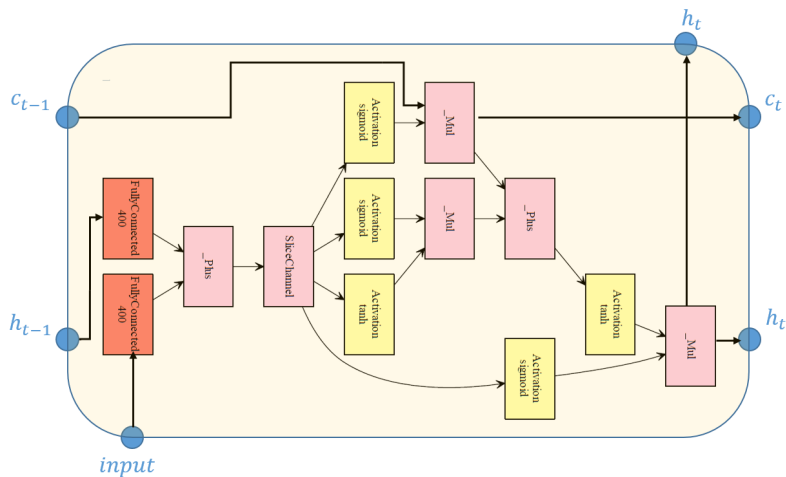 h_t
c_{t-1}
c_t
Activation
sigmoid
_Mul
FullyConnected
400
Activation
sigmoid
_Mul
_Plus
_Plus
SliceChannel
FullyConnected
400
Activation
tanh
Activation
tanh
h_{t-1}
h_t
_Mul
Activation
sigmoid
input